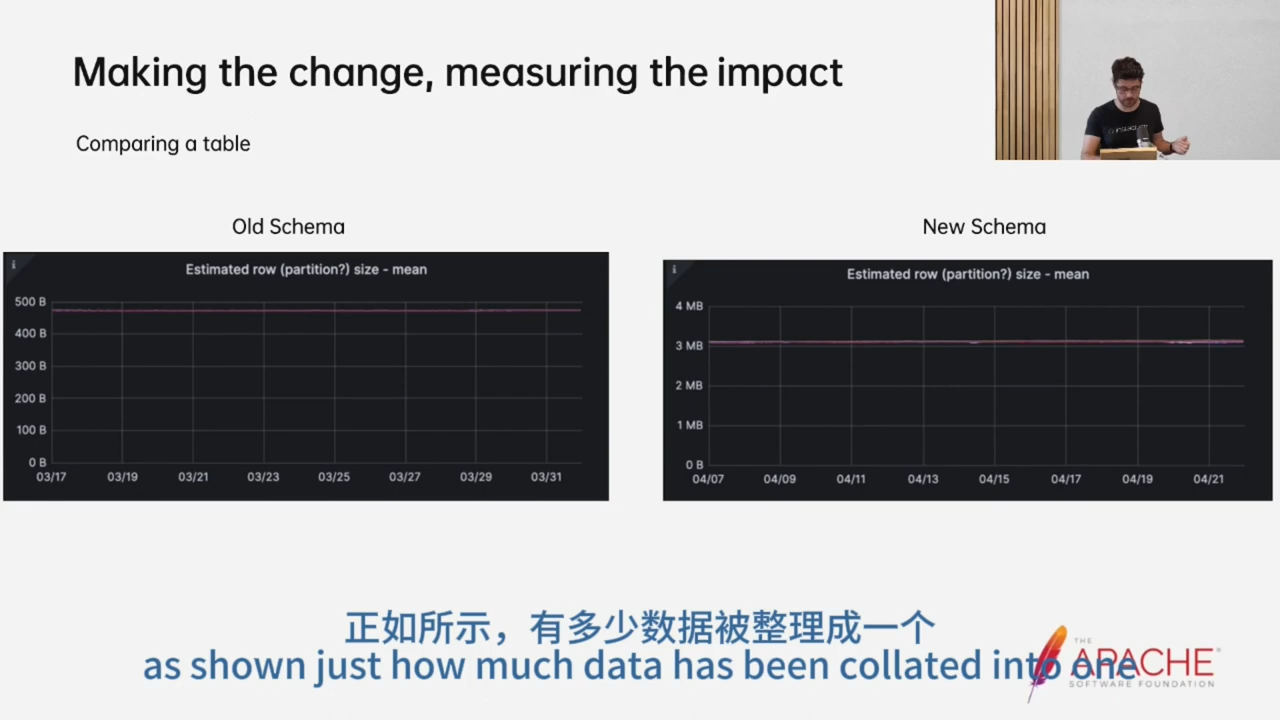 Making the change, measuring the impact
Comparing a table
Old Schema
New Schema
i
Estimated row (partition?) size - mean
500 B
400 B
300 B
200 B
100 B
0 B
03/17 03/19 03/21 03/23 03/25 03/27 03/29 03/31
i
Estimated row (partition?) size - mean
4 MB
3 MB
2 MB
1 MB
0 B
04/07 04/09 04/11 04/13 04/15 04/17 04/19 04/21
正如所示，有多少数据被整理成一个
as shown just how much data has been collated into one
THE
APACHE
SOFTWARE FOUNDATION